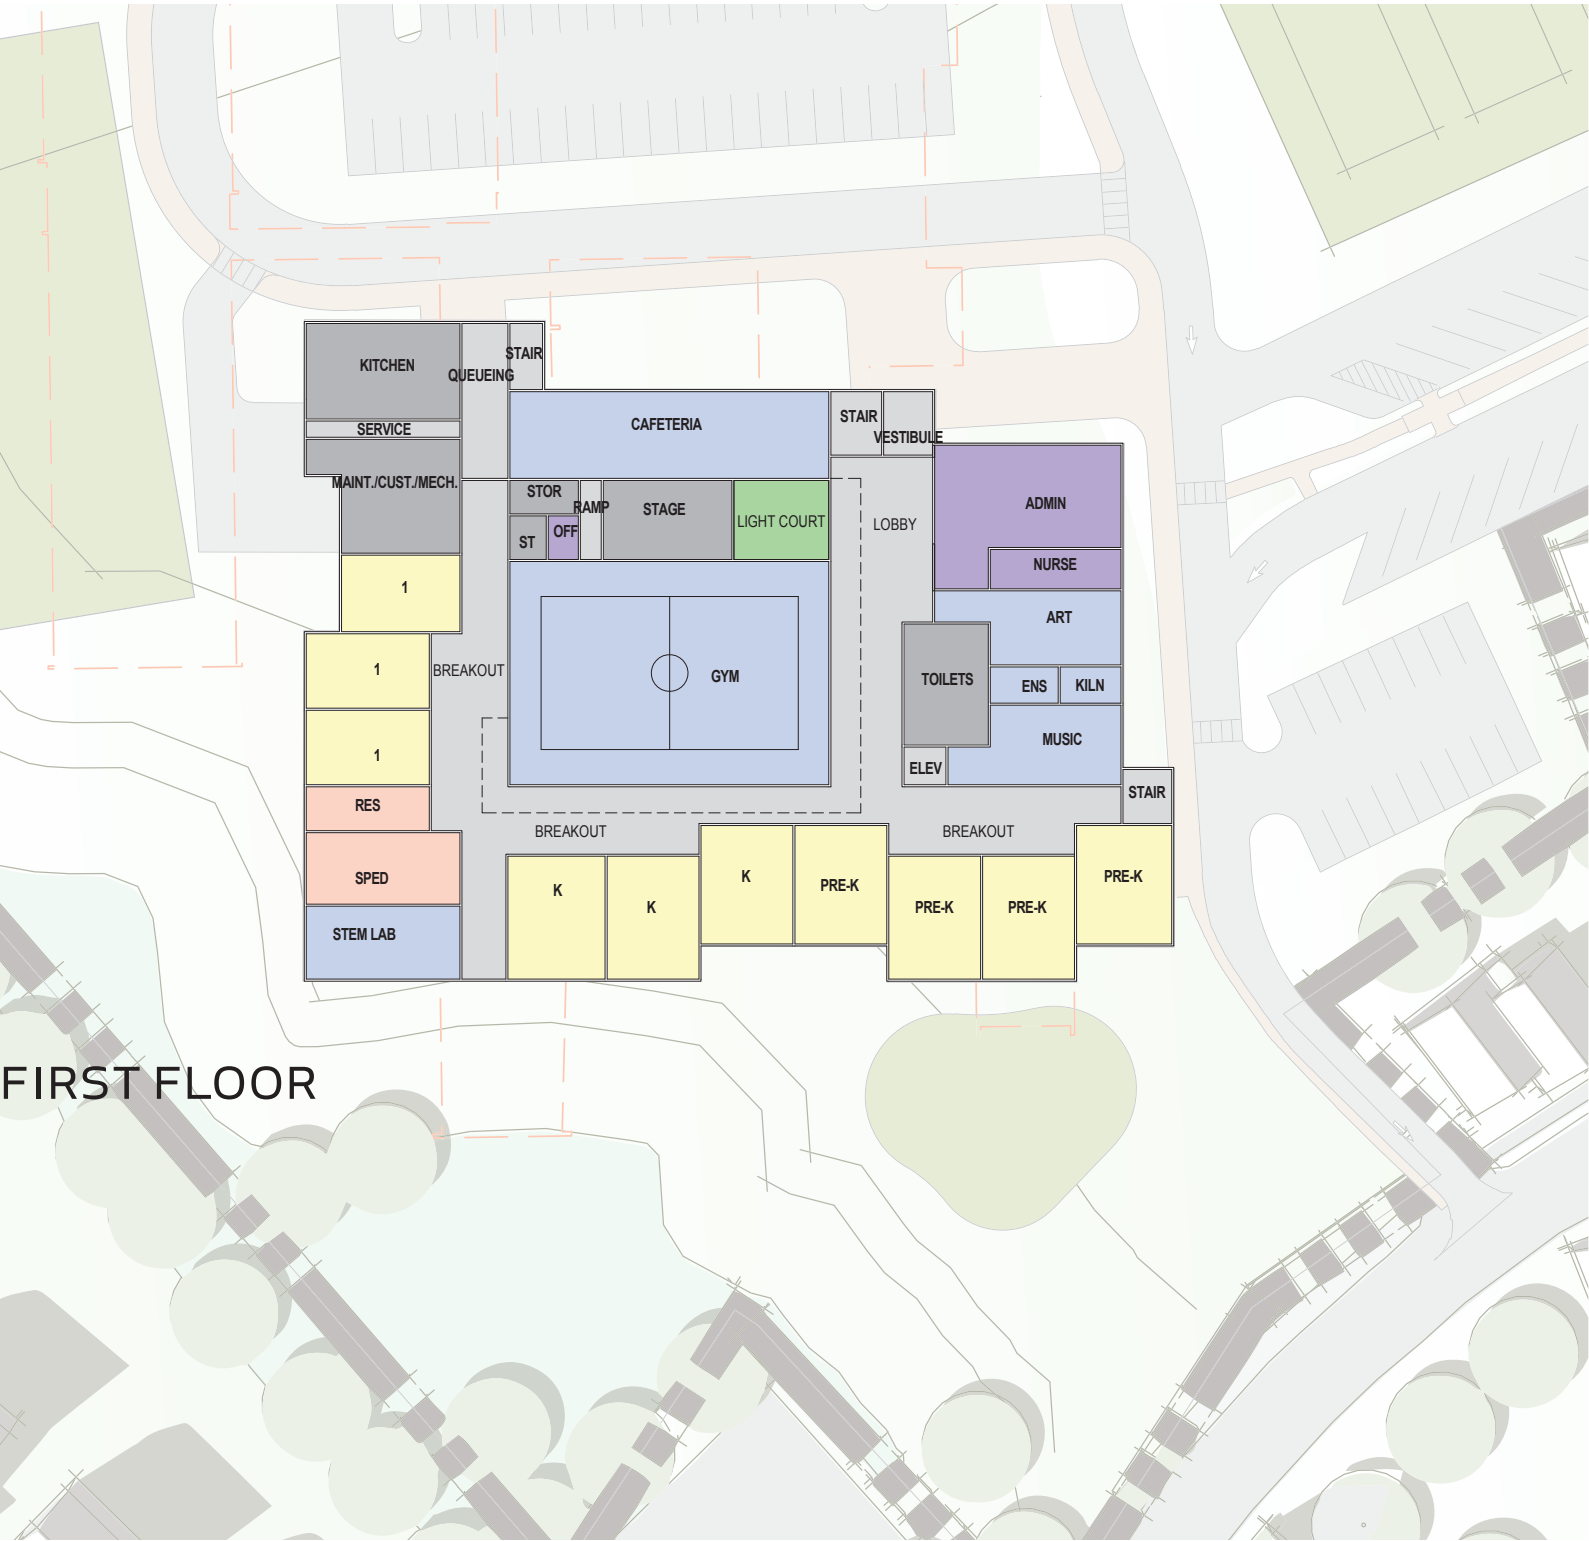 KITCHEN
STAIR
QUEUEING
SERVICE
CAFETERIA
STAIR
VESTIBULE
MAINT./CUST./MECH.
STOR
RAMP
STAGE
LIGHT COURT
LOBBY
ADMIN
ST
OFF
NURSE
1
ART
BREAKOUT
1
GYM
TOILETS
ENS
KILN
1
MUSIC
ELEV
STAIR
RES
BREAKOUT
BREAKOUT
SPED
K
K
K
PRE-K
PRE-K
PRE-K
PRE-K
STEM LAB
FIRST FLOOR